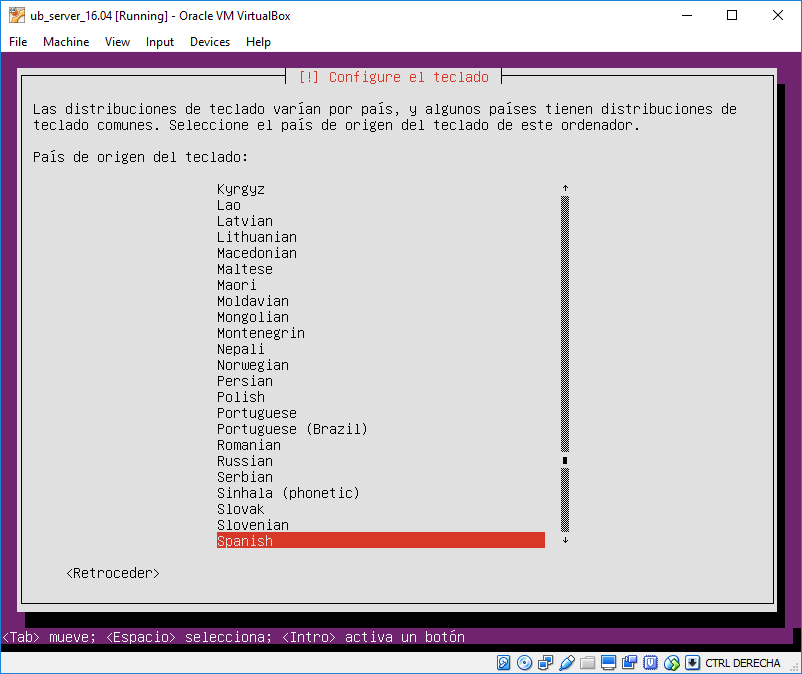 ub_server_16.04 [Running] - Oracle VM VirtualBox
File Machine View Input Devices Help
[!] Configure el teclado
Las distribuciones de teclado varían por país, y algunos países tienen distribuciones de
teclado comunes. Seleccione el país de origen del teclado de este ordenador.
País de origen del teclado:
Kyrgyz
Lao
Latvian
Lithuanian
Macedonian
Maltese
Maori
Moldavian
Mongolian
Montenegrin
Nepali
Norwegian
Persian
Polish
Portuguese
Portuguese (Brazil)
Romanian
Russian
Serbian
Sinhala (phonetic)
Slovak
Slovenian
Spanish
<Retroceder>
<Tab> mueve; <Espacio> selecciona; <Intro> activa un botón
CTRL DERECHA